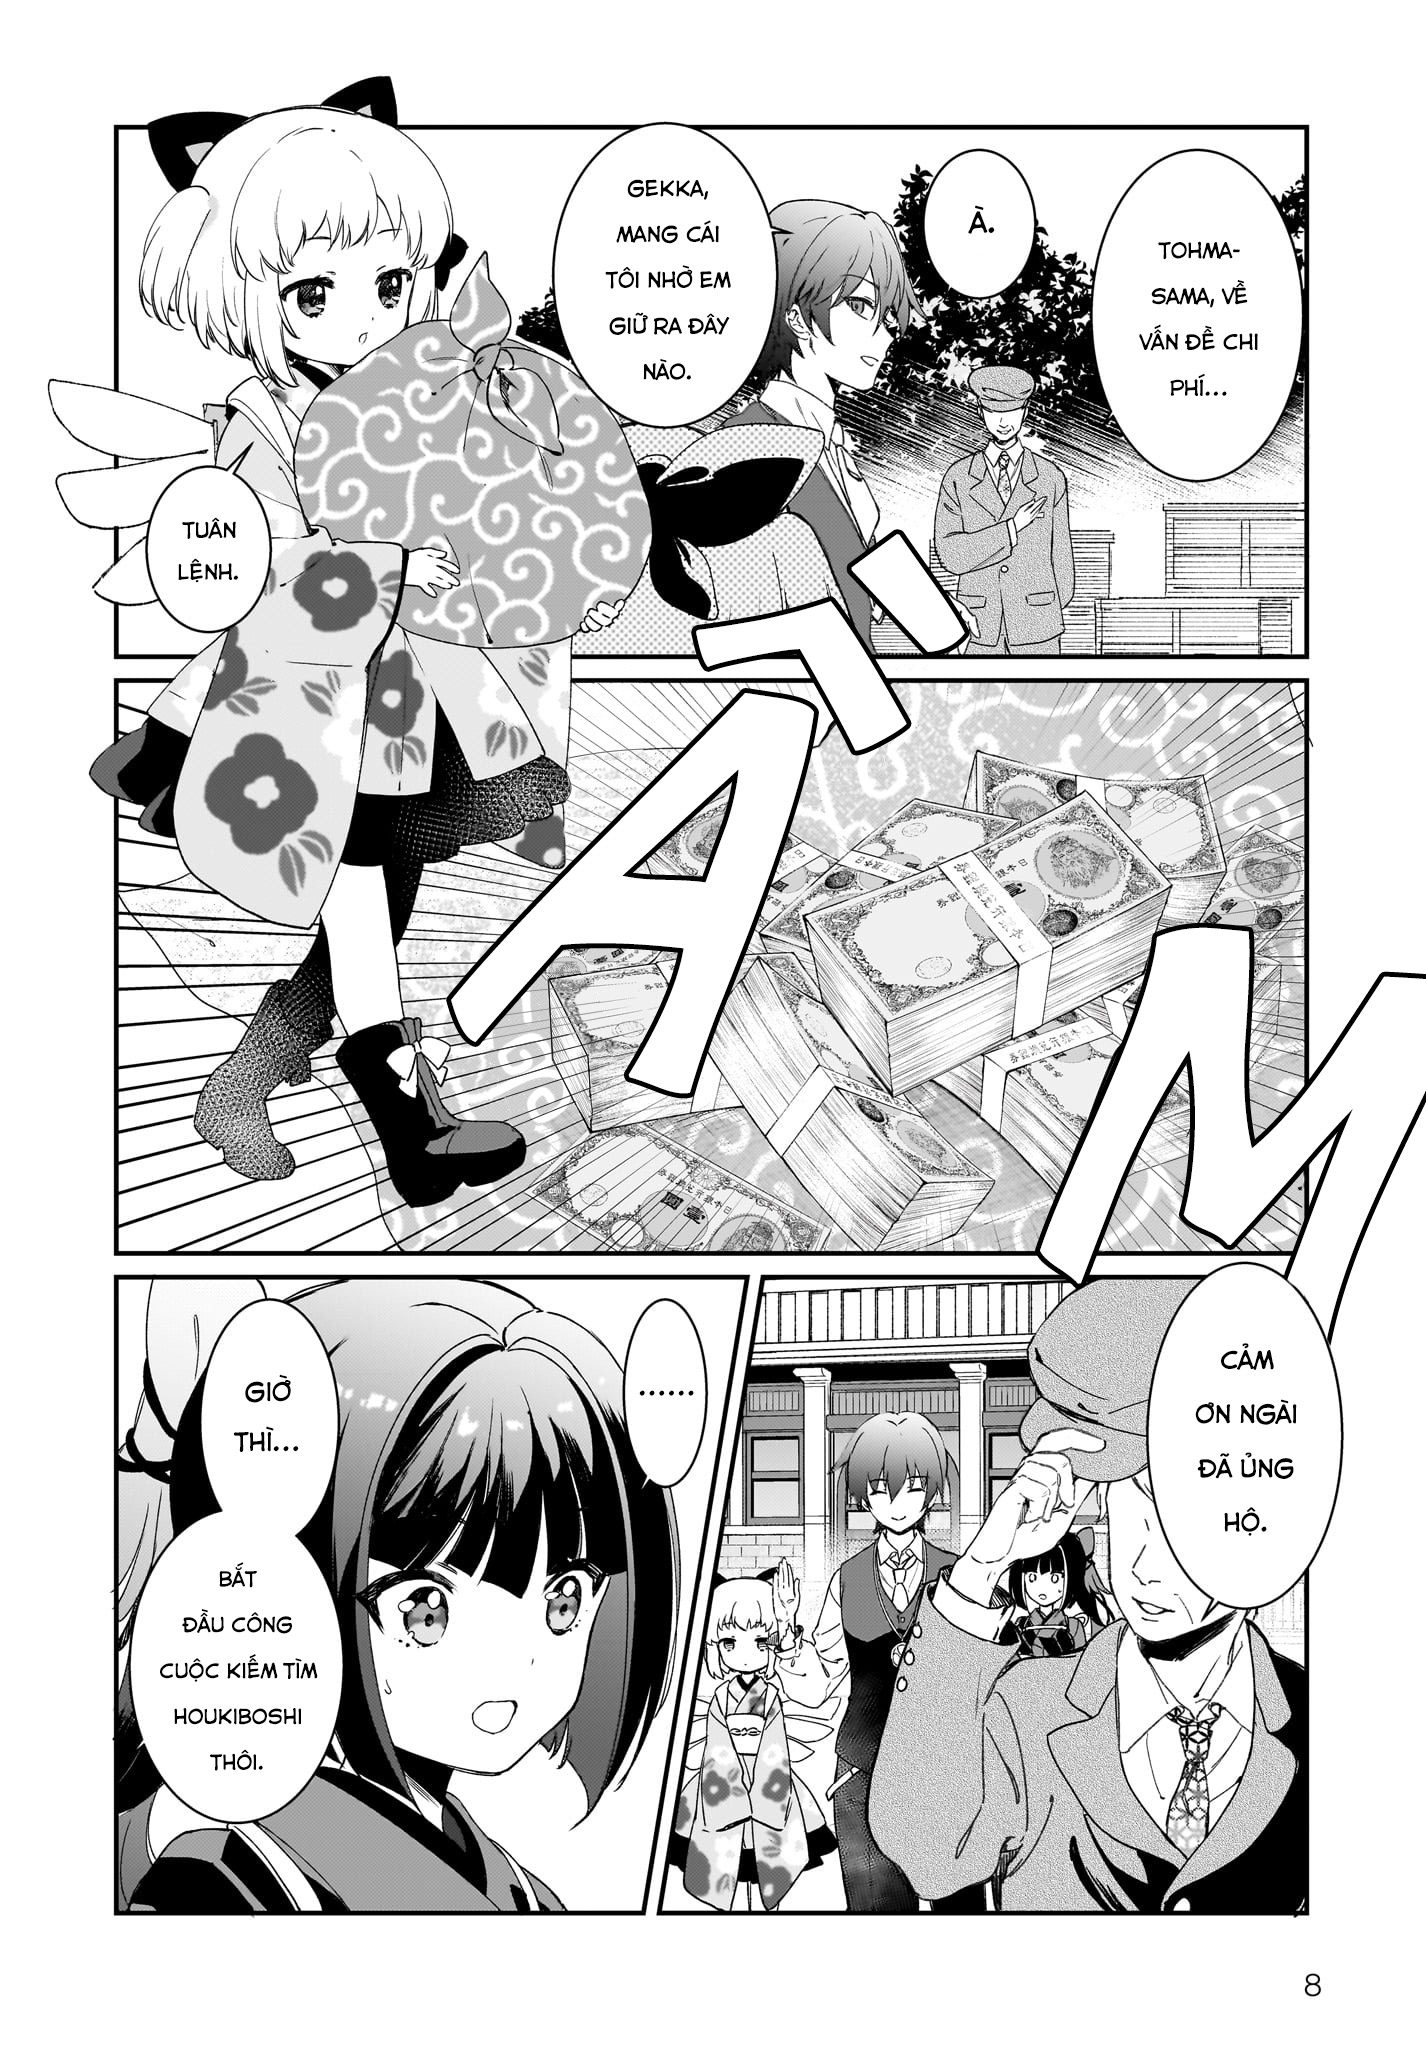 TOHMA-
SAMA, VỀ
VẤN ĐỀ CHI
PHÍ...
À.
GEKKA,
MANG CÁI
TÔI NHỜ EM
GIỮ RA ĐÂY
NÀO.
TUÂN
LỆNH.
ẦM
CẢM
ƠN NGÀI
ĐÃ ỦNG
HỘ.
......
GIỜ
THÌ...
BẮT
ĐẦU CÔNG
CUỘC KIẾM TÌM
HOUKIBOSHI
THÔI.
8